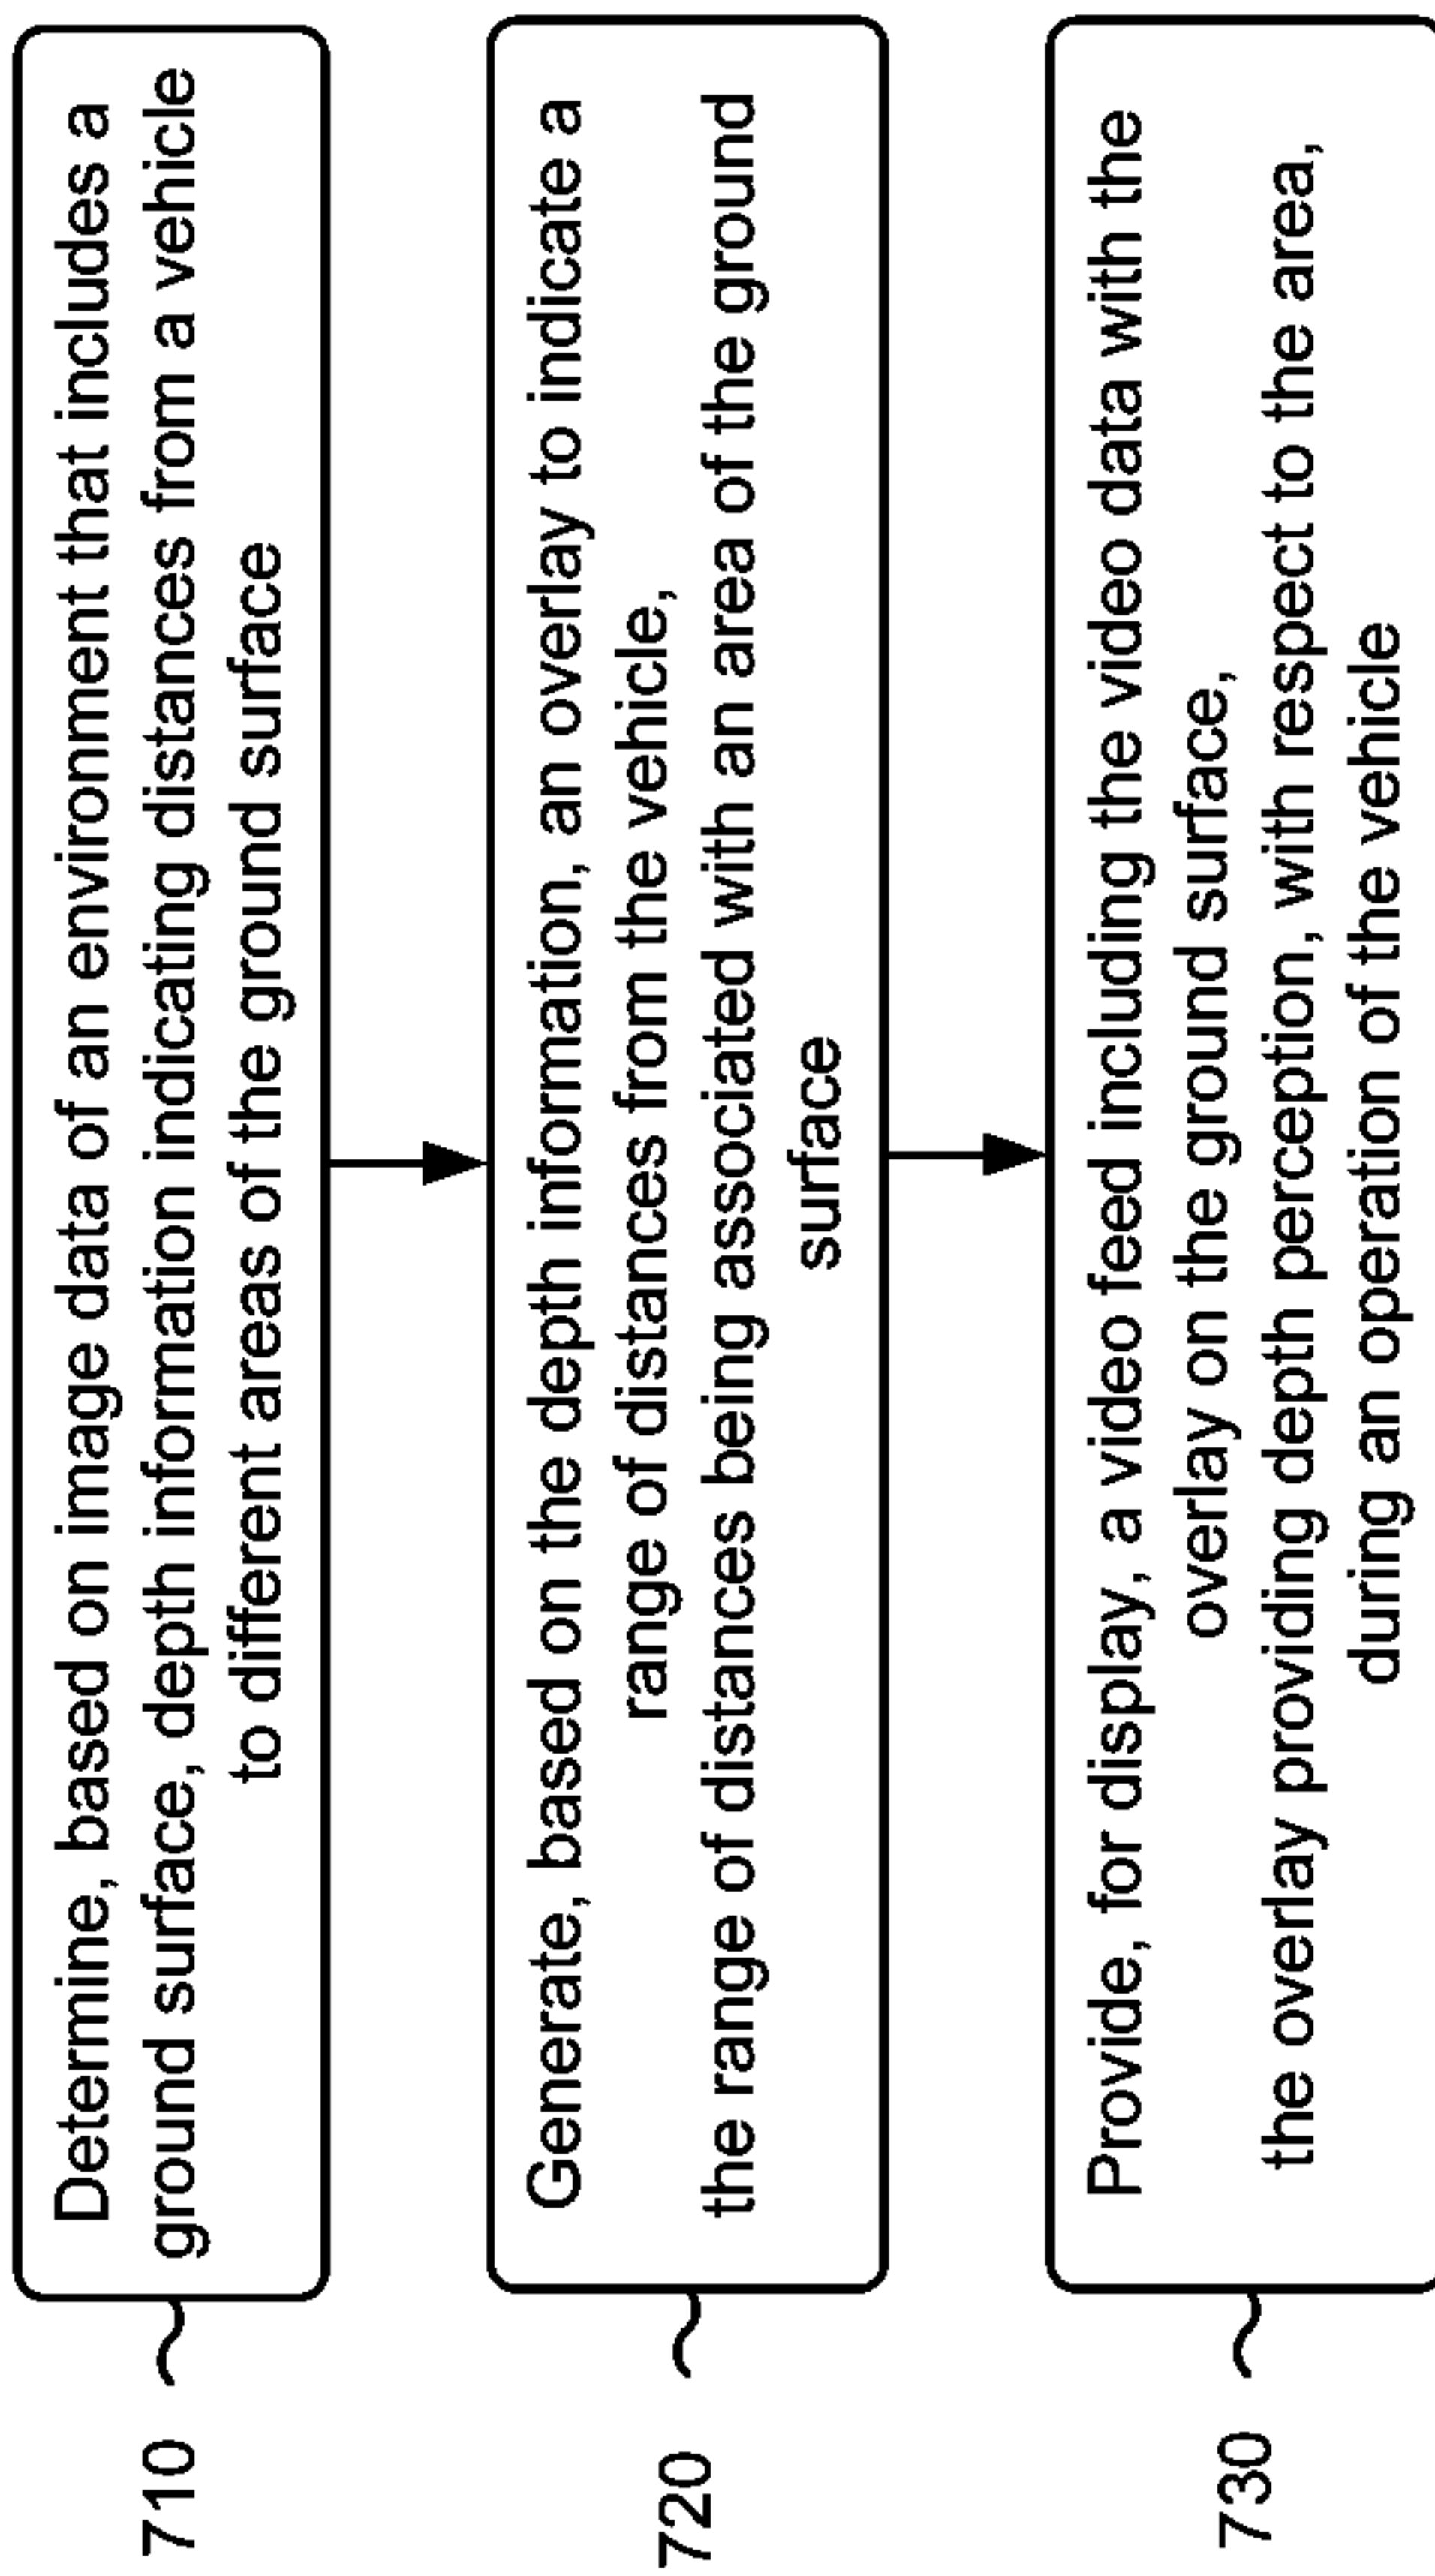 710
Determine, based on image data of an environment that includes a
ground surface, depth information indicating distances from a vehicle
to different areas of the ground surface
720
Generate, based on the depth information, an overlay to indicate a
range of distances from the vehicle,
the range of distances being associated with an area of the ground
surface
730
Provide, for display, a video feed including the video data with the
overlay on the ground surface,
the overlay providing depth perception, with respect to the area,
during an operation of the vehicle